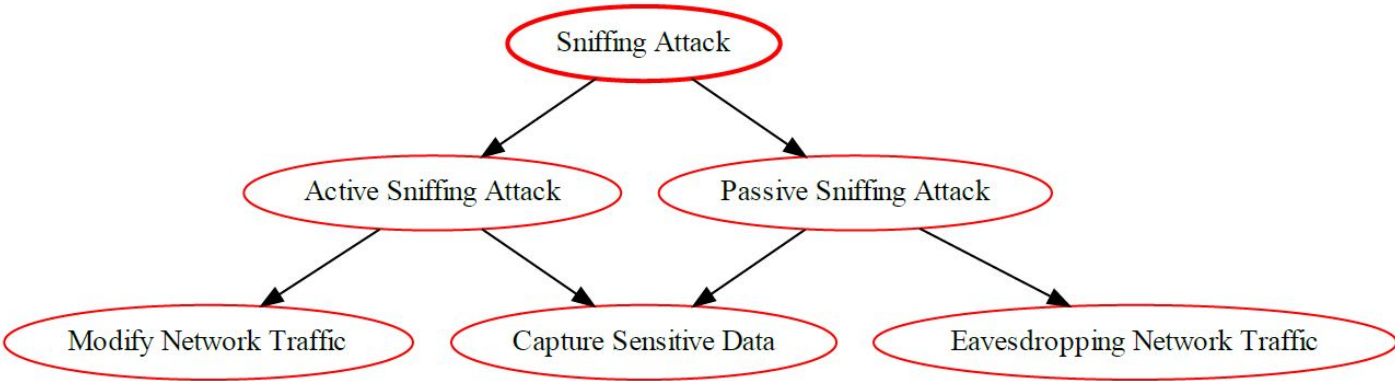 Sniffing Attack
Active Sniffing Attack
Passive Sniffing Attack
Modify Network Traffic
Capture Sensitive Data
Eavesdropping Network Traffic